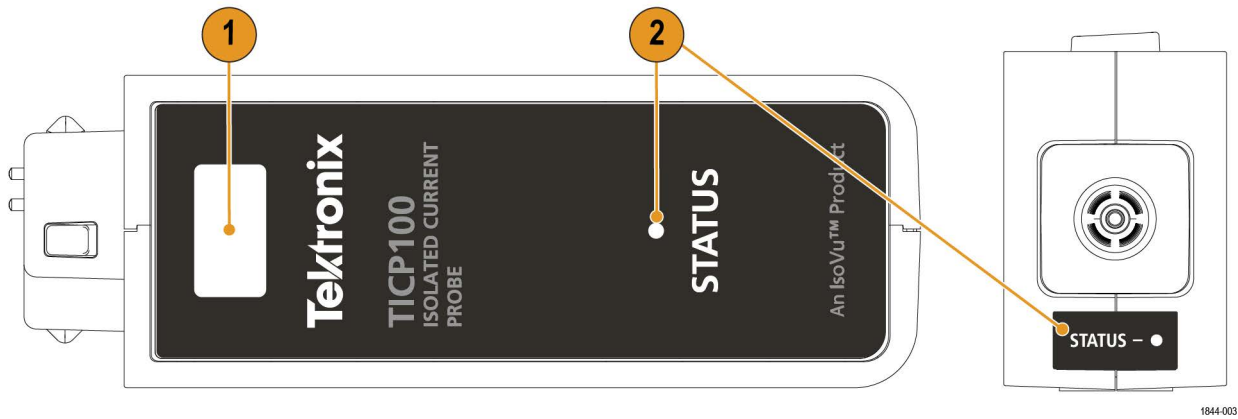 1
2
Tektronix
TICP100
ISOLATED CURRENT
PROBE
STATUS
An IsoVu™ Product
STATUS –
1844-003